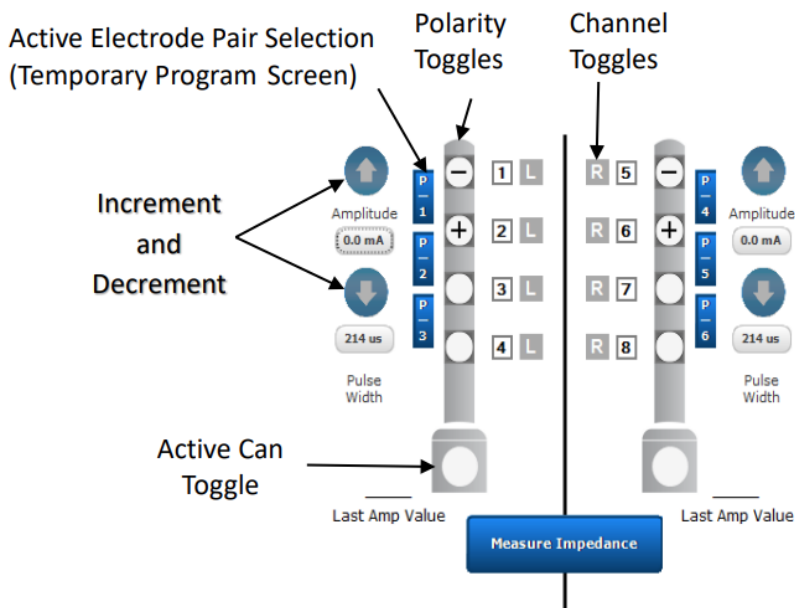 Active Electrode Pair Selection
(Temporary Program Screen)
Polarity
Toggles
Channel
Toggles
Increment
and
Decrement
Amplitude
0.0 mA
214 us
Pulse
Width
P
—
1
P
—
2
P
—
3
−
+
1 L
2 L
3 L
4 L
R 5
R 6
R 7
R 8
−
+
P
—
4
P
—
5
P
—
6
Amplitude
0.0 mA
214 us
Pulse
Width
Active Can
Toggle
Last Amp Value
Last Amp Value
Measure Impedance